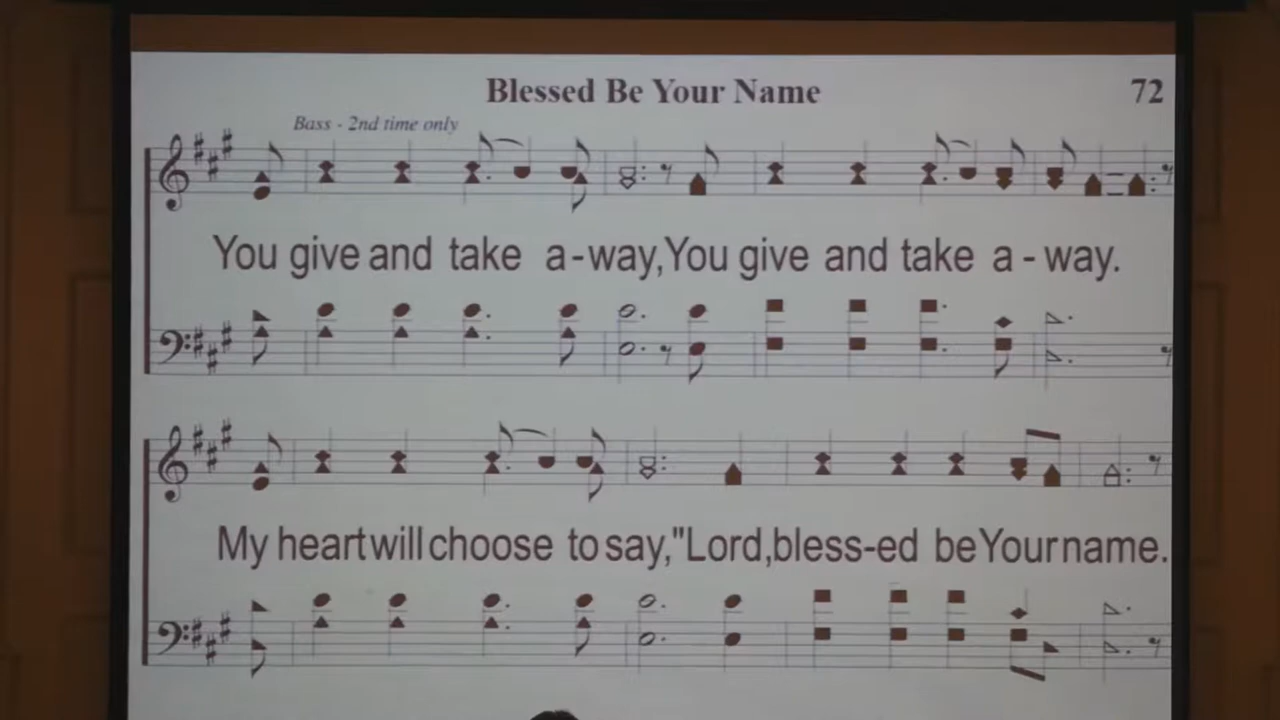 Blessed Be Your Name 72
Bass - 2nd time only
You give and take a-way, You give and take a - way.
My heart will choose to say, "Lord, bless-ed be Your name.